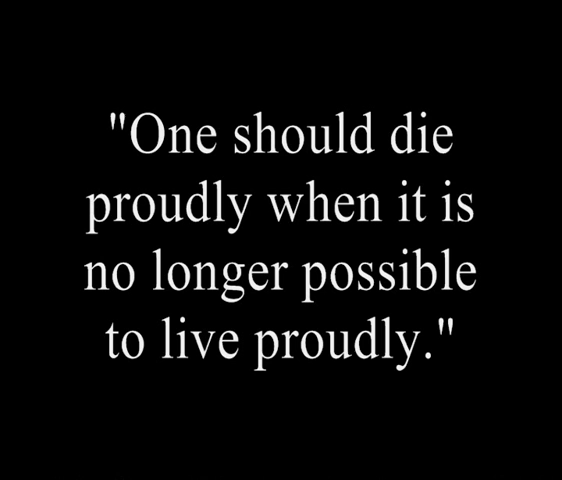 "One should die
proudly when it is
no longer possible
to live proudly."